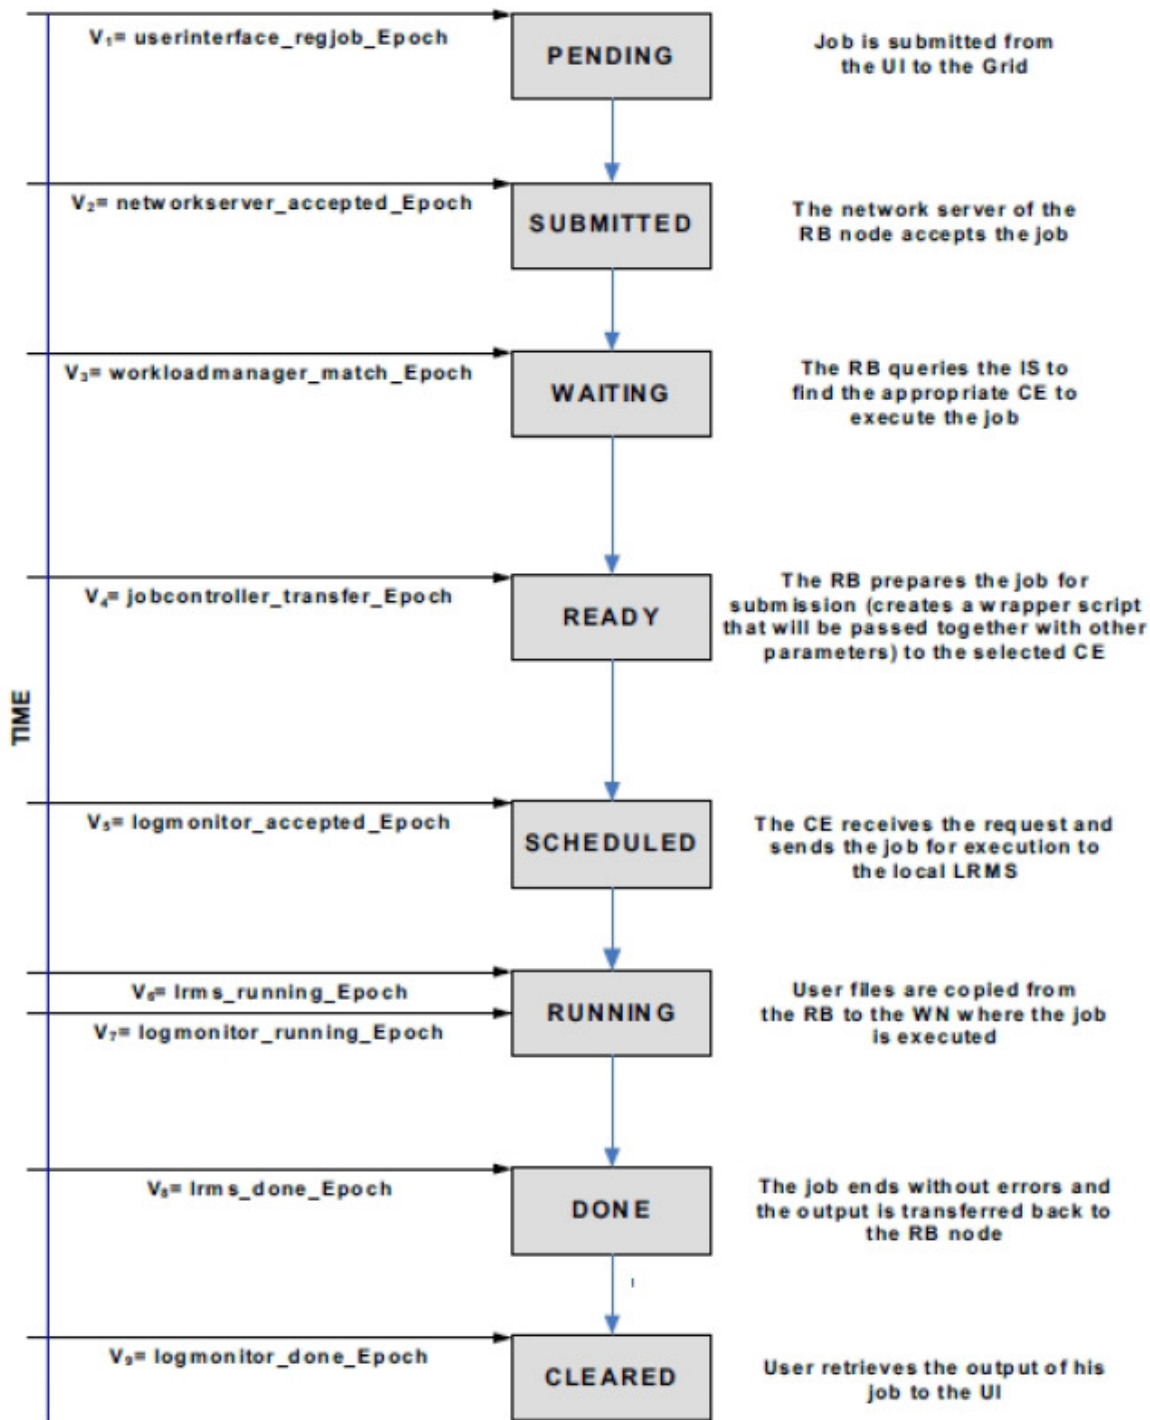 V₁= userinterface_regjob_Epoch
PENDING
Job is submitted from
the UI to the Grid
V₂= networkserver_accepted_Epoch
SUBMITTED
The network server of the
RB node accepts the job
V₃= workloadmanager_match_Epoch
WAITING
The RB queries the IS to
find the appropriate CE to
execute the job
V₄= jobcontroller_transfer_Epoch
READY
The RB prepares the job for
submission (creates a wrapper script
that will be passed together with other
parameters) to the selected CE
TIME
V₅= logmonitor_accepted_Epoch
SCHEDULED
The CE receives the request and
sends the job for execution to
the local LRMS
V₆= lrms_running_Epoch
V₇= logmonitor_running_Epoch
RUNNING
User files are copied from
the RB to the WN where the job
is executed
V₈= lrms_done_Epoch
DONE
The job ends without errors and
the output is transferred back to
the RB node
V₉= logmonitor_done_Epoch
CLEARED
User retrieves the output of his
job to the UI